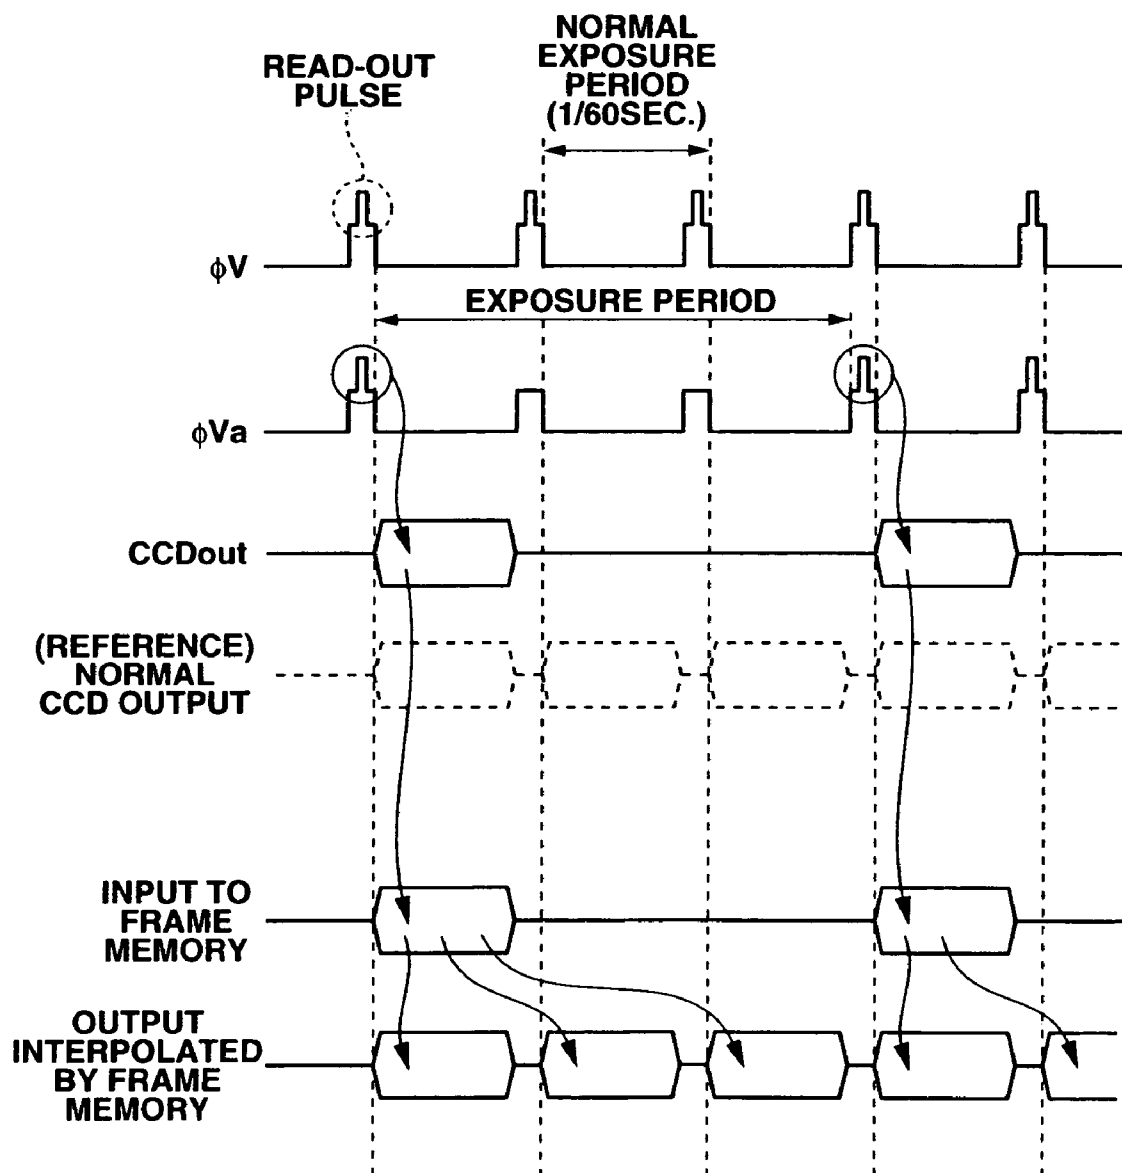 NORMAL
EXPOSURE
PERIOD
(1/60SEC.)
READ-OUT
PULSE
ϕV
EXPOSURE PERIOD
ϕVa
CCDout
(REFERENCE)
NORMAL
CCD OUTPUT
INPUT TO
FRAME
MEMORY
OUTPUT
INTERPOLATED
BY FRAME
MEMORY